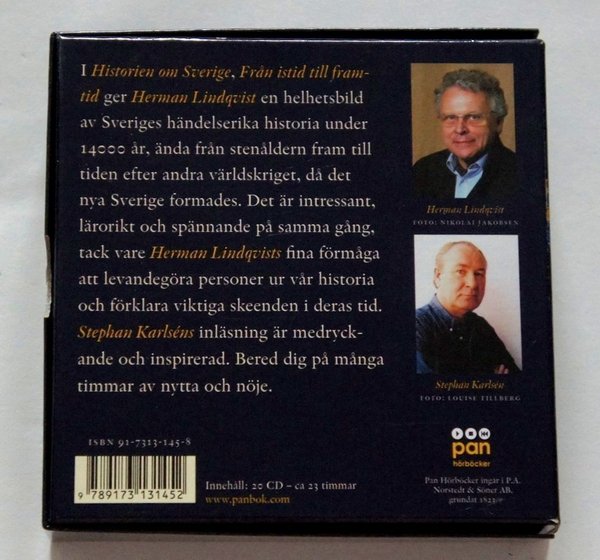 I Historien om Sverige, Från istid till fram-
tid ger Herman Lindqvist en helhetsbild
av Sveriges händelserika historia under
14000 år, ända från stenåldern fram till
tiden efter andra världskriget, då det
nya Sverige formades. Det är intressant,
lärorikt och spännande på samma gång,
tack vare Herman Lindqvists fina förmåga
att levandegöra personer ur vår historia
och förklara viktiga skeenden i deras tid.
Stephan Karlséns inläsning är medryck-
ande och inspirerad. Bered dig på många
timmar av nytta och nöje.
Herman Lindqvist
FOTO: NIKOLAI JAKOBSEN
Stephan Karlsén
FOTO: LOUISE TILLBERG
ISBN 91-7313-145-8
9 789173 131452
Innehåll: 20 CD – ca 23 timmar
www.panbok.com
pan
hörböcker
Pan Hörböcker ingår i P.A.
Norstedt & Söner AB,
grundat 1823